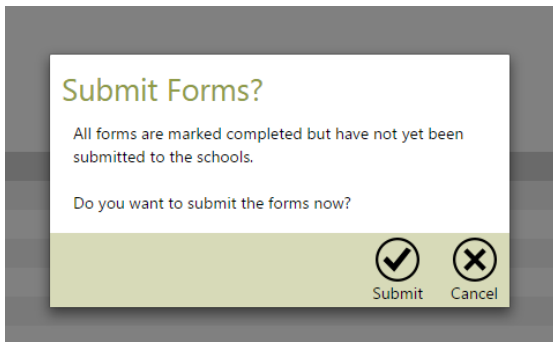 Submit Forms?
All forms are marked completed but have not yet been
submitted to the schools.
Do you want to submit the forms now?
Submit Cancel